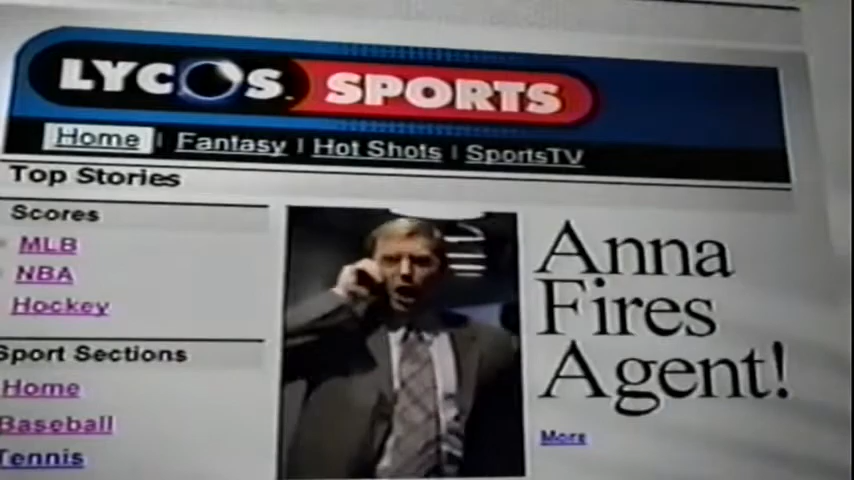 LYCOS SPORTS
Home | Fantasy | Hot Shots | SportsTV
Top Stories
Scores
MLB
NBA
Hockey
Sport Sections
Home
Baseball
Tennis
Anna
Fires
Agent!
More